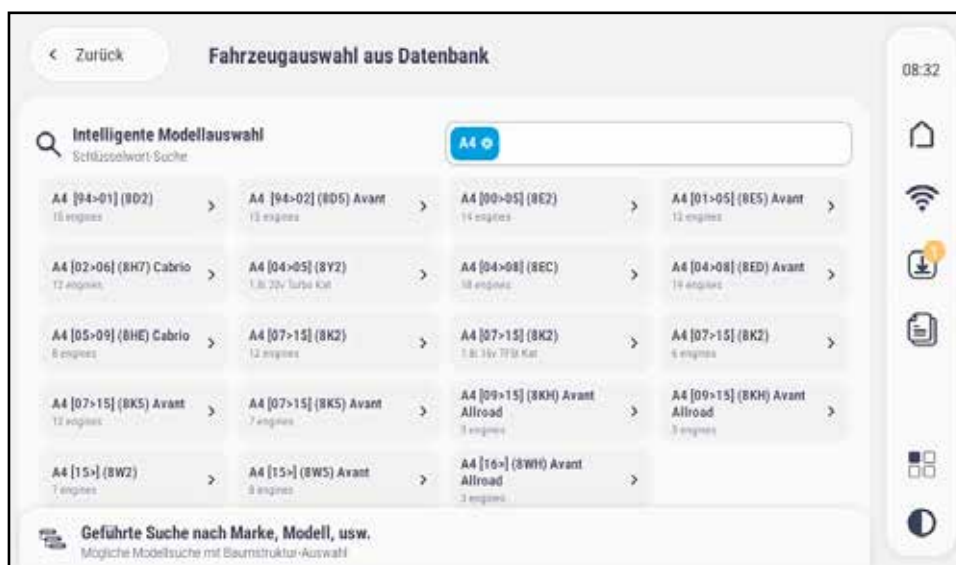 Zurück
Fahrzeugauswahl aus Datenbank
08:32
Intelligente Modellauswahl
Schlüsselwort-Suche
A4
A4 [94>01] (8D2)
15 engines
A4 [94>02] (8D5) Avant
15 engines
A4 [00>05] (8E2)
14 engines
A4 [01>05] (8E5) Avant
12 engines
A4 [02>06] (8H7) Cabrio
12 engines
A4 [04>05] (8Y2)
1.8i 20v Turbo Kat
A4 [04>08] (8EC)
18 engines
A4 [04>08] (8ED) Avant
19 engines
A4 [05>09] (8HE) Cabrio
8 engines
A4 [07>15] (8K2)
12 engines
A4 [07>15] (8K2)
1.8i 16v TFSI Kat
A4 [07>15] (8K2)
6 engines
A4 [07>15] (8K5) Avant
12 engines
A4 [07>15] (8K5) Avant
7 engines
A4 [09>15] (8KH) Avant
Allroad
3 engines
A4 [09>15] (8KH) Avant
Allroad
3 engines
A4 [15>] (8W2)
7 engines
A4 [15>] (8W5) Avant
8 engines
A4 [16>] (8WH) Avant
Allroad
3 engines
Geführte Suche nach Marke, Modell, usw.
Mögliche Modellsuche mit Baumstruktur-Auswahl